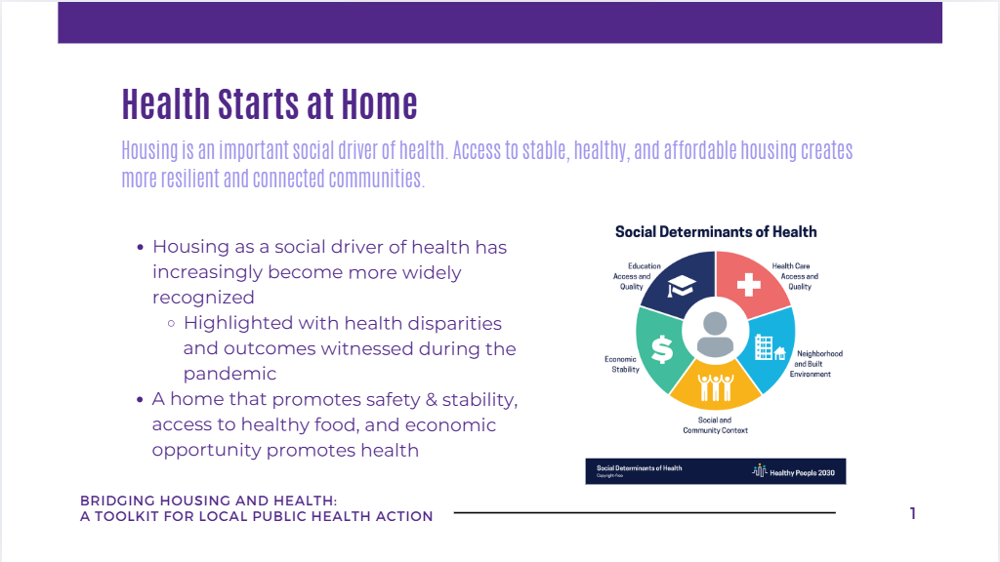 Health Starts at Home
Housing is an important social driver of health. Access to stable, healthy, and affordable housing creates
more resilient and connected communities.
• Housing as a social driver of health has
increasingly become more widely
recognized
○ Highlighted with health disparities
and outcomes witnessed during the
pandemic
• A home that promotes safety & stability,
access to healthy food, and economic
opportunity promotes health
Social Determinants of Health
Education
Access and
Quality
Health Care
Access and
Quality
Economic
Stability
$
Neighborhood
and Built
Environment
Social and
Community Context
Social Determinants of Health
Copyright-free
Healthy People 2030
BRIDGING HOUSING AND HEALTH:
A TOOLKIT FOR LOCAL PUBLIC HEALTH ACTION
1